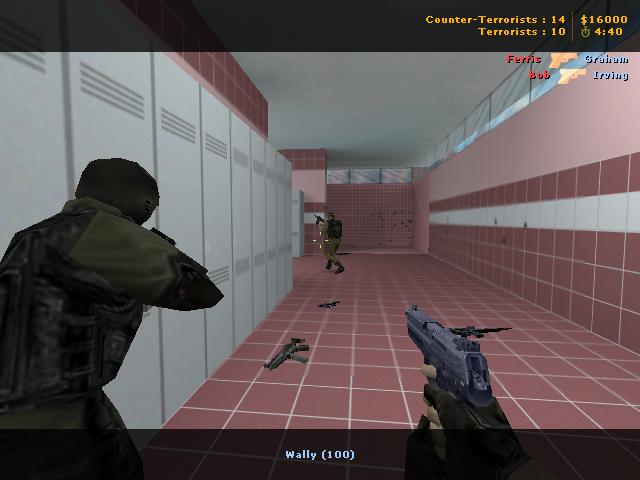 Counter-Terrorists : 14 $16000
Terrorists : 10 4:40
Ferris Graham
Bob Irving
Wally (100)